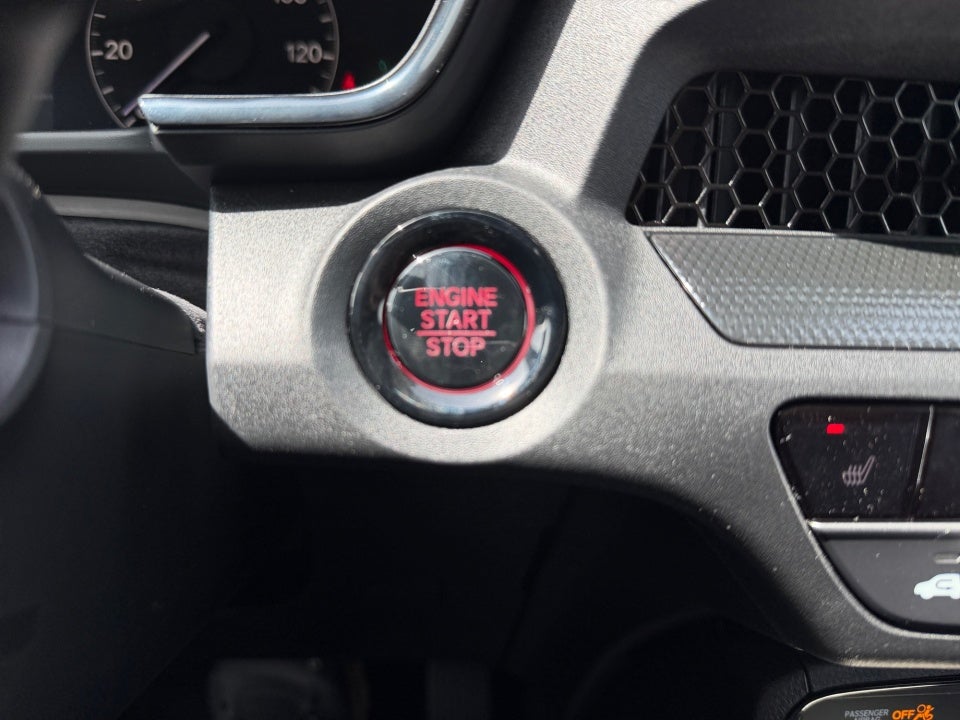 20
120
ENGINE
START
STOP
PASSENGER
OFF